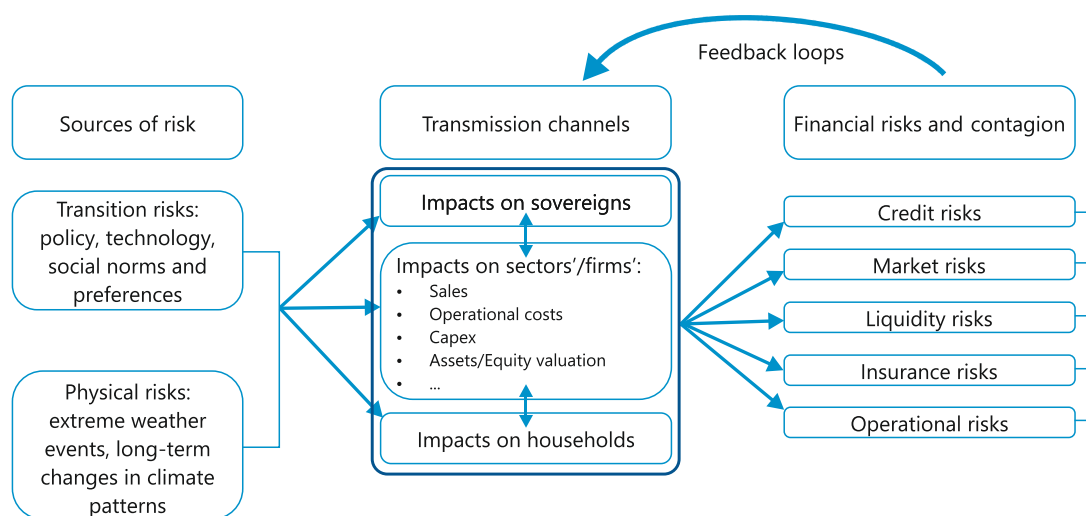 Feedback loops
Sources of risk
Transmission channels
Financial risks and contagion
Transition risks:
policy, technology,
social norms and
preferences
Physical risks:
extreme weather
events, long-term
changes in climate
patterns
Impacts on sovereigns
Impacts on sectors’/firms’:
• Sales
• Operational costs
• Capex
• Assets/Equity valuation
• ...
Impacts on households
Credit risks
Market risks
Liquidity risks
Insurance risks
Operational risks